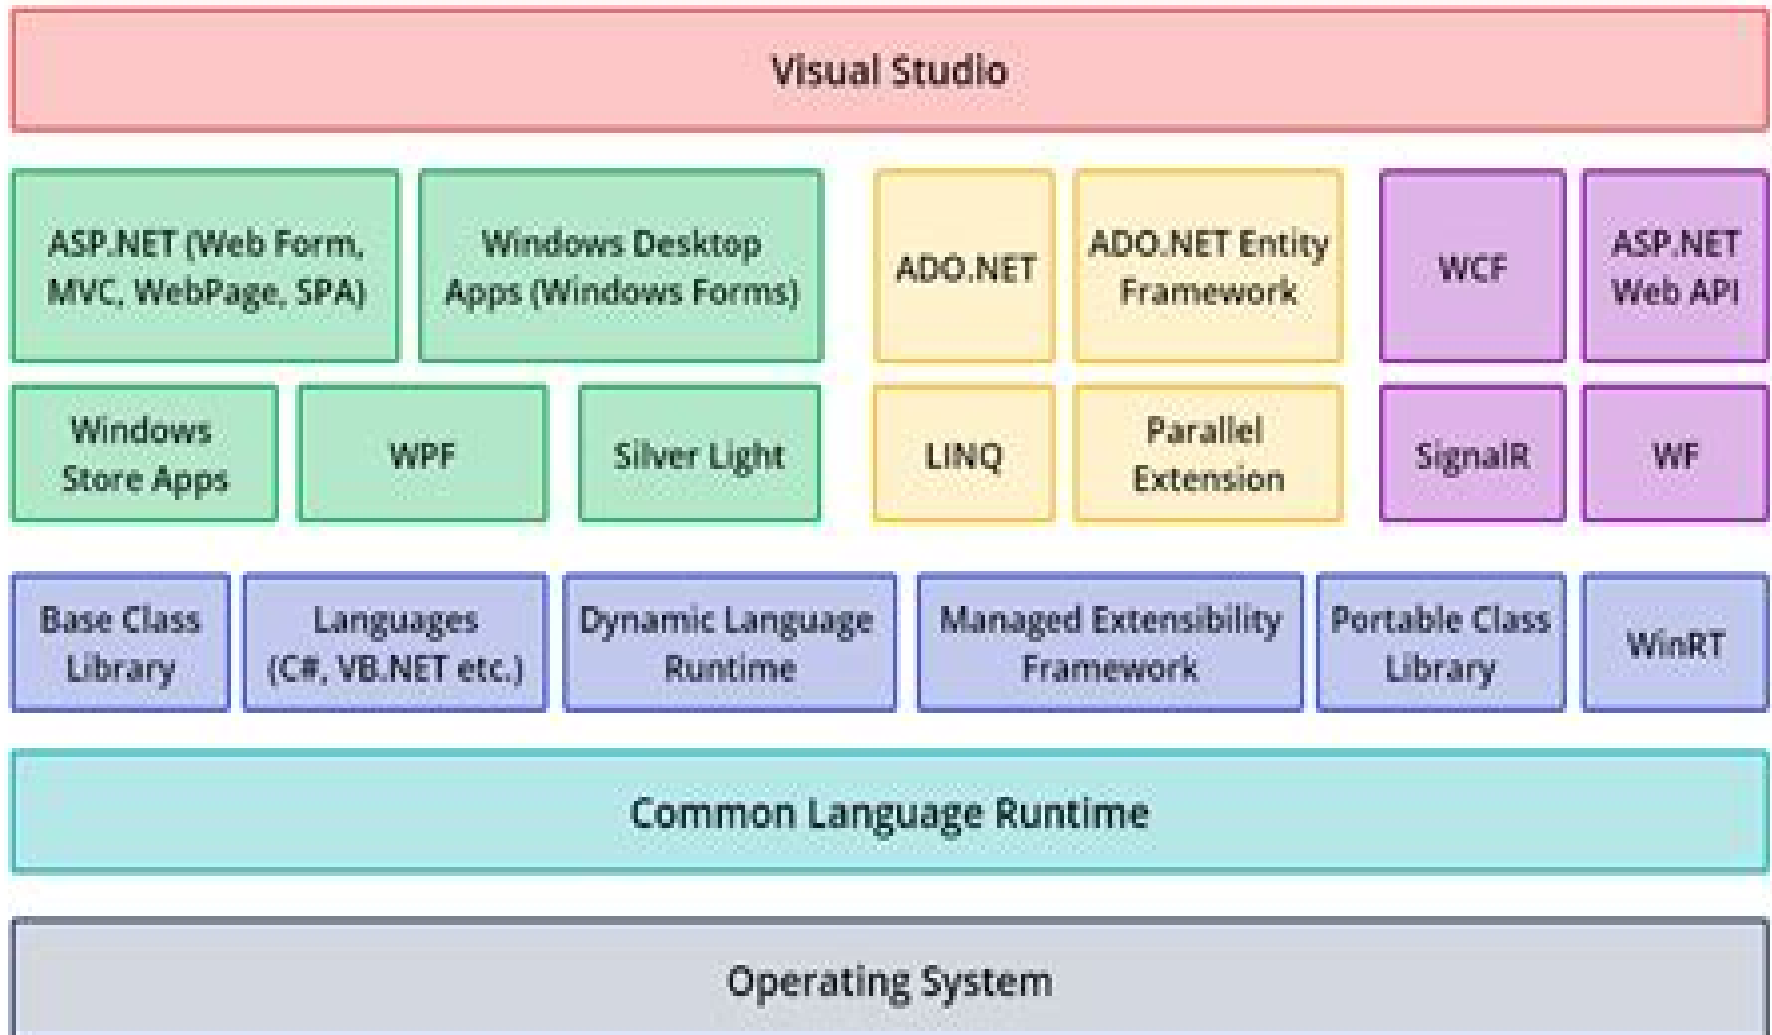 Visual Studio
ASP.NET (Web Form,
MVC, WebPage, SPA)
Windows Desktop
Apps (Windows Forms)
ADO.NET
ADO.NET Entity
Framework
WCF
ASP.NET
Web API
Windows
Store Apps
WPF
Silver Light
LINQ
Parallel
Extension
SignalR
WF
Base Class
Library
Languages
(C#, VB.NET etc.)
Dynamic Language
Runtime
Managed Extensibility
Framework
Portable Class
Library
WinRT
Common Language Runtime
Operating System